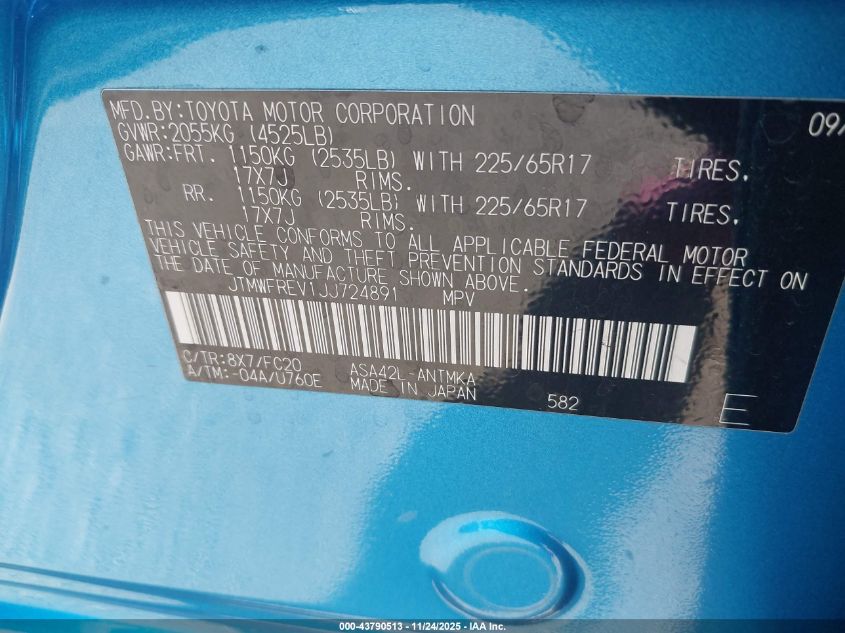 MFD.BY:TOYOTA MOTOR CORPORATION 09/
GVWR:2055KG (4525LB)
GAWR:FRT. 1150KG (2535LB) WITH 225/65R17 TIRES,
17X7J RIMS.
RR. 1150KG (2535LB) WITH 225/65R17 TIRES,
17X7J RIMS.
THIS VEHICLE CONFORMS TO ALL APPLICABLE FEDERAL MOTOR
VEHICLE SAFETY AND THEFT PREVENTION STANDARDS IN EFFECT ON
THE DATE OF MANUFACTURE SHOWN ABOVE.
JTMWFREV1JJ724891 MPV
C/TR:8X7/FC20 ASA42L-ANTMKA
A/TM:-04A/U760E MADE IN JAPAN 582 E
000-43790513 - 11/24/2025 - IAA Inc.